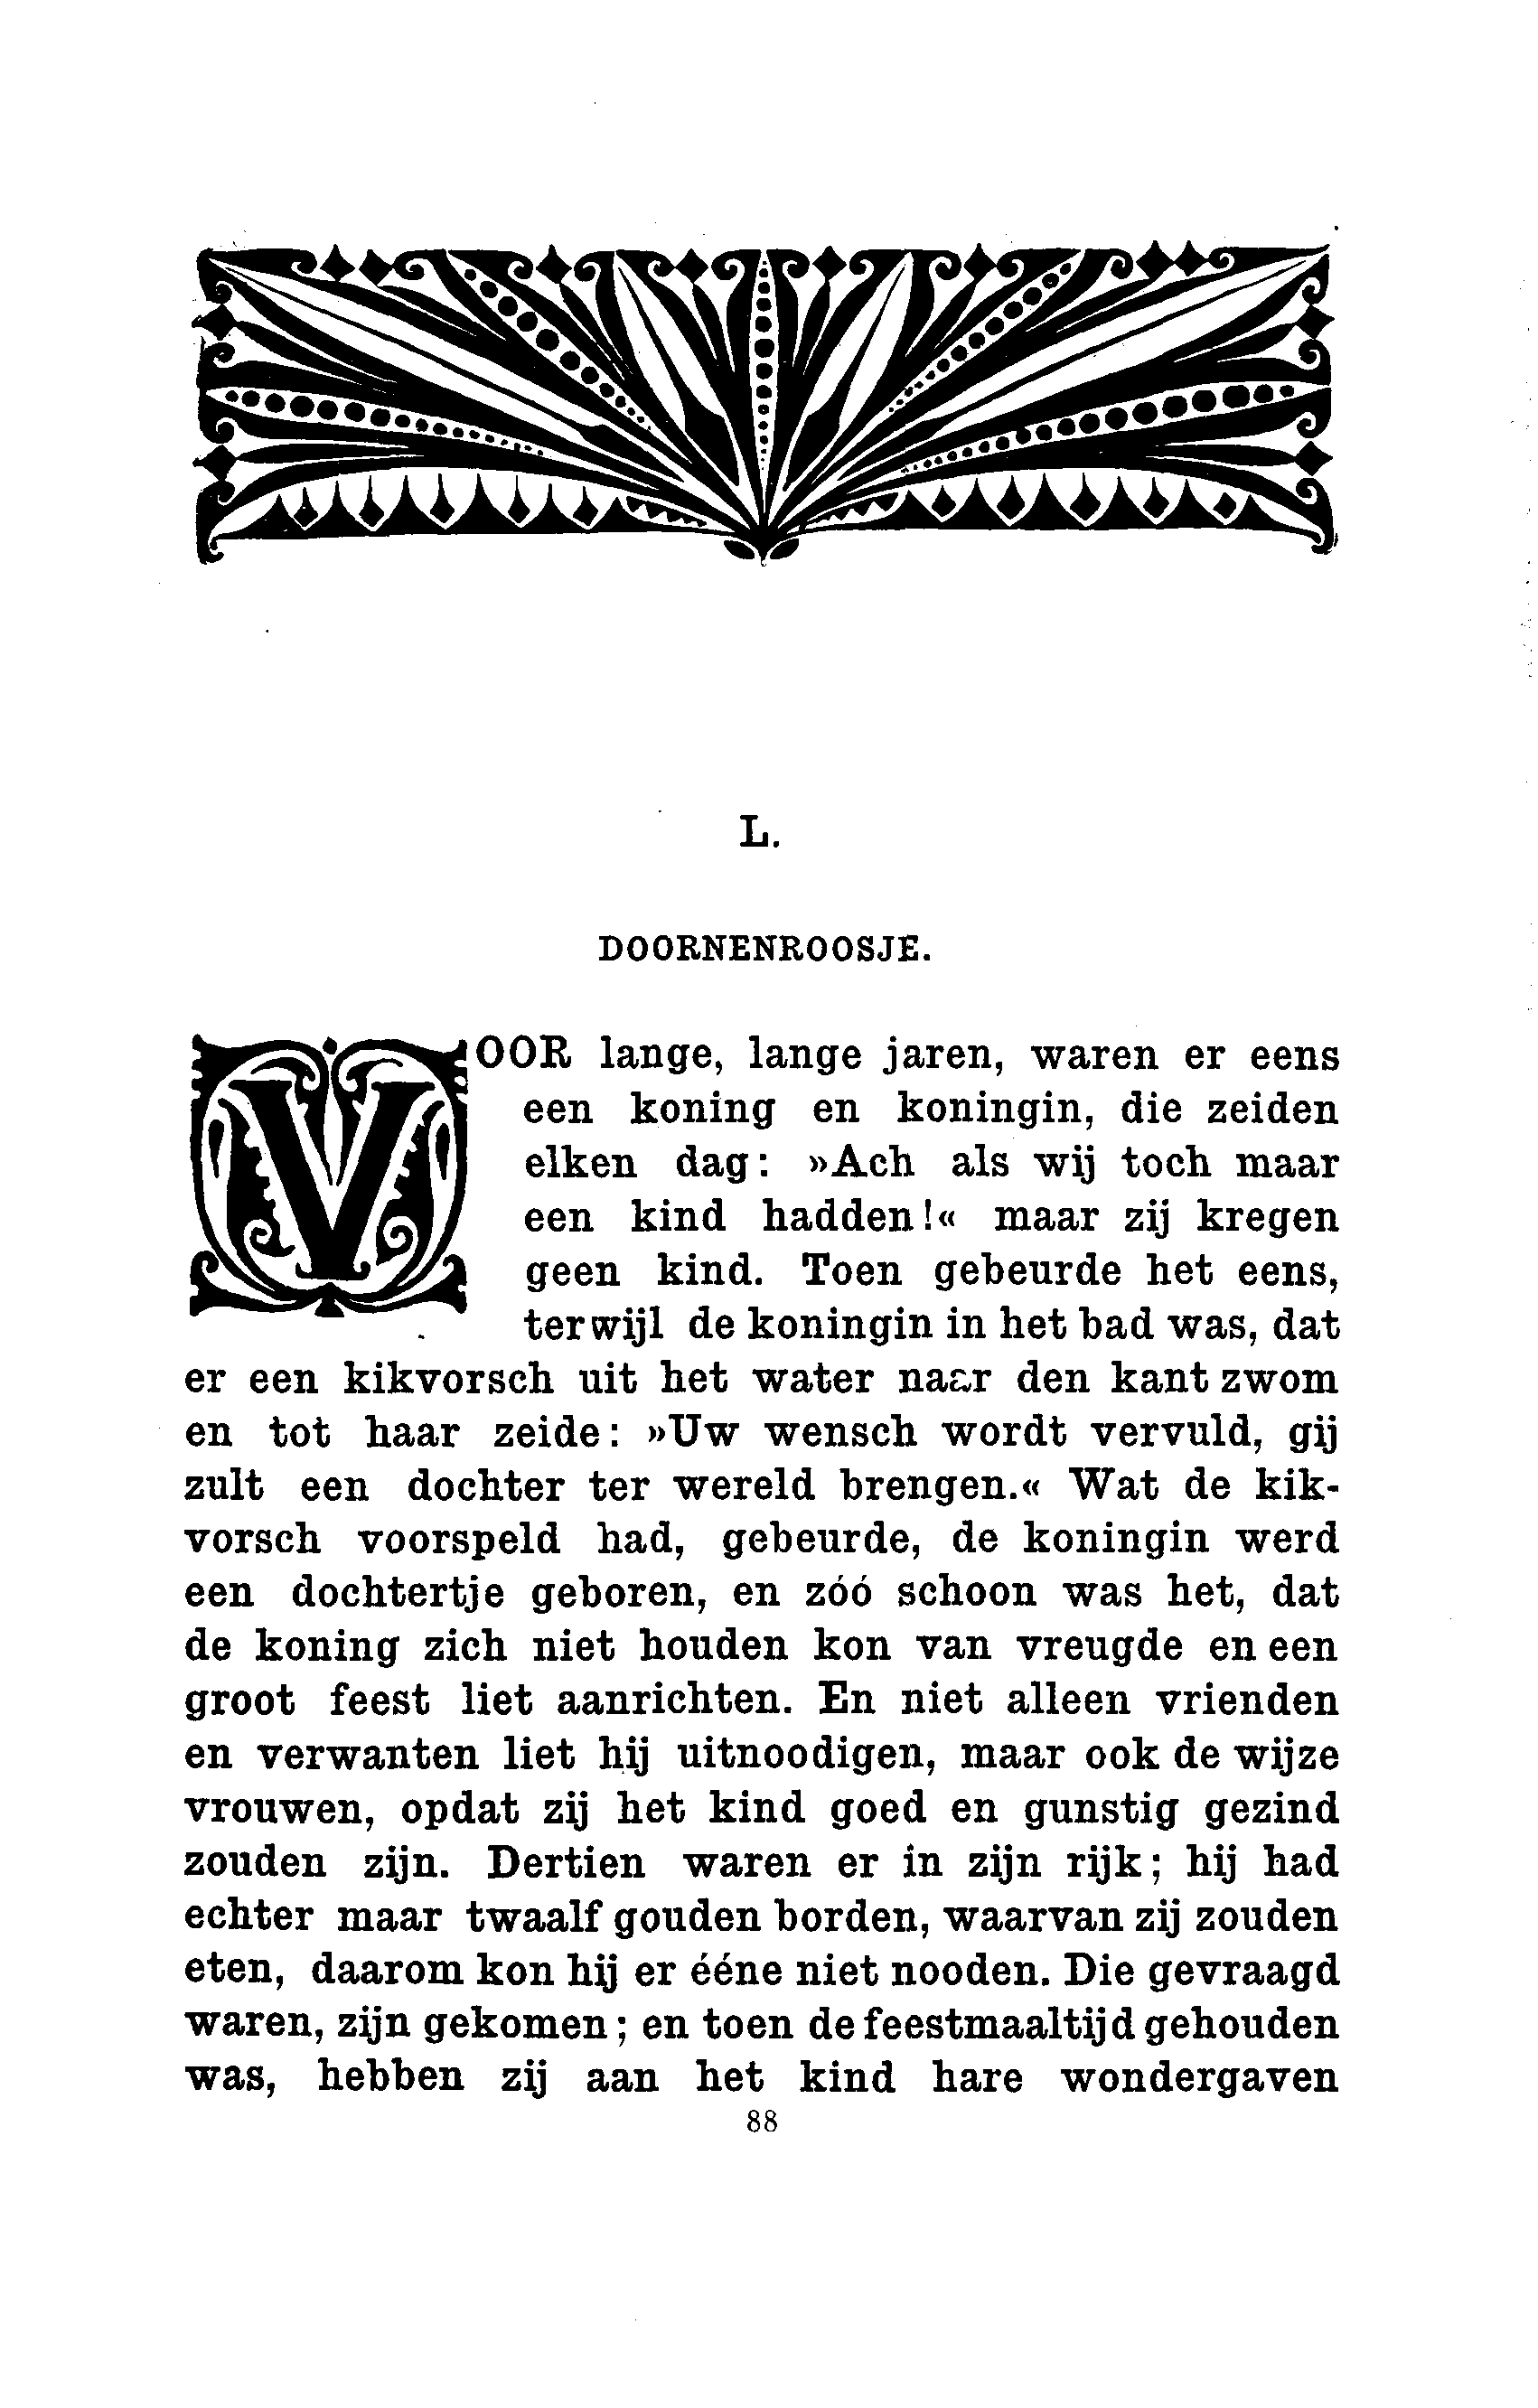 L.
DOORNENROOSJE.
VOOR lange, lange jaren, waren er eens
een koning en koningin, die zeiden
elken dag: »Ach als wij toch maar
een kind hadden!« maar zij kregen
geen kind. Toen gebeurde het eens,
terwijl de koningin in het bad was, dat
er een kikvorsch uit het water naar den kant zwom
en tot haar zeide: »Uw wensch wordt vervuld, gij
zult een dochter ter wereld brengen.« Wat de kik-
vorsch voorspeld had, gebeurde, de koningin werd
een dochtertje geboren, en zóó schoon was het, dat
de koning zich niet houden kon van vreugde en een
groot feest liet aanrichten. En niet alleen vrienden
en verwanten liet hij uitnoodigen, maar ook de wijze
vrouwen, opdat zij het kind goed en gunstig gezind
zouden zijn. Dertien waren er in zijn rijk; hij had
echter maar twaalf gouden borden, waarvan zij zouden
eten, daarom kon hij er ééne niet nooden. Die gevraagd
waren, zijn gekomen; en toen de feestmaaltijd gehouden
was, hebben zij aan het kind hare wondergaven
88